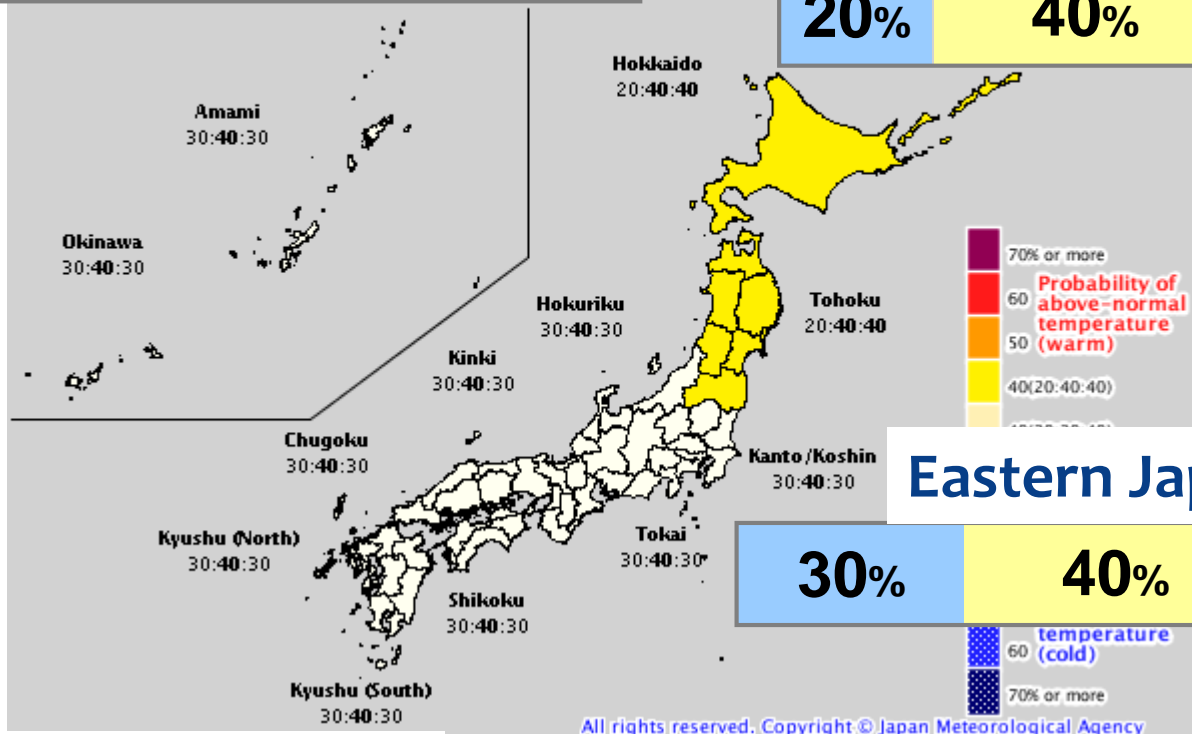 20% 40%
Hokkaido
20:40:40
Amami
30:40:30
Okinawa
30:40:30
Hokuriku
30:40:30
Tohoku
20:40:40
Kinki
30:40:30
Chugoku
30:40:30
Kanto/Koshin
30:40:30
Kyushu (North)
30:40:30
Tokai
30:40:30
Shikoku
30:40:30
Kyushu (South)
30:40:30
70% or more
60
Probability of
above-normal
temperature
(warm)
50
40(20:40:40)
Eastern
30% 40%
temperature
(cold)
60
70% or more
All rights reserved. Copyright © Japan Meteorological Agency